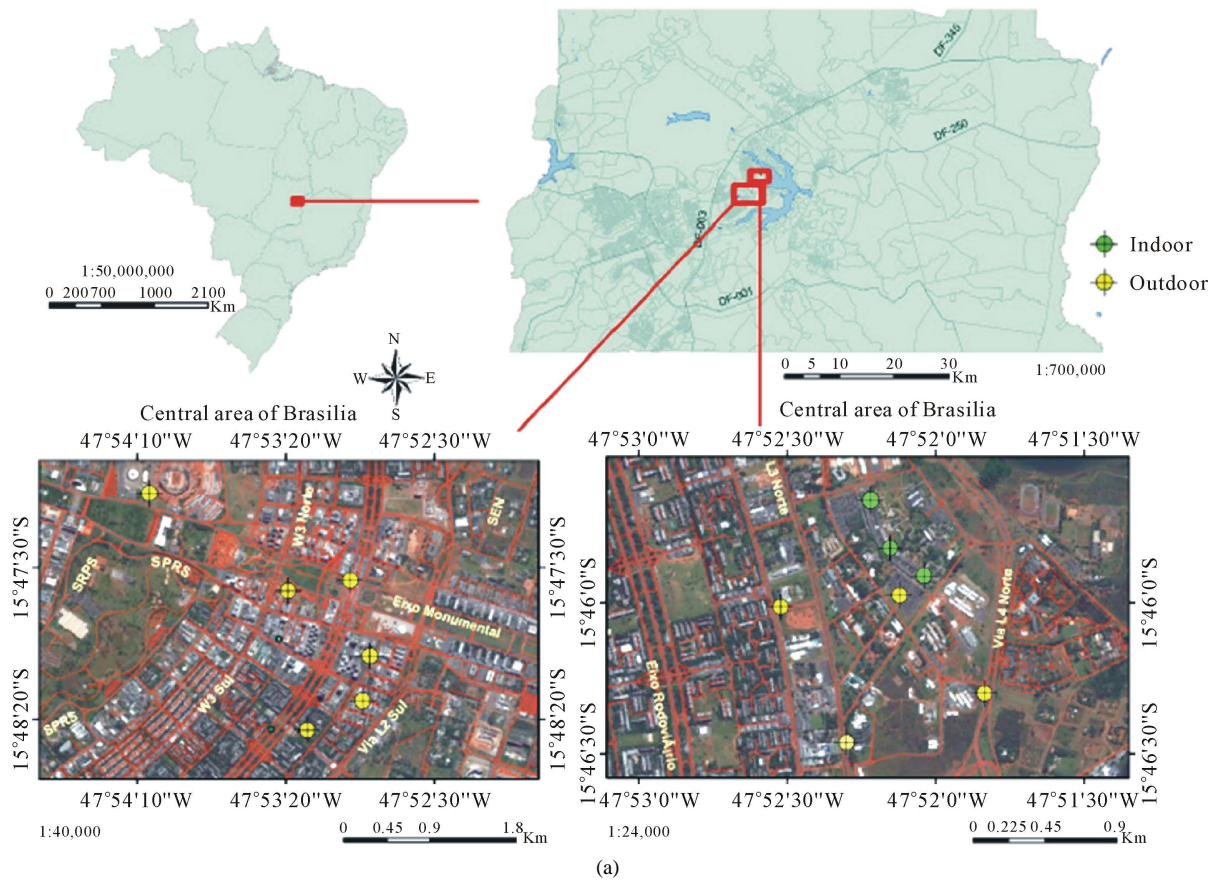 DF-345
DF-250
DF-003
DF-001
Indoor
Outdoor
1:50,000,000
0 200700 1000 2100
Km
N
W E
S
0 5 10 20 30
Km
1:700,000
Central area of Brasilia
47°54'10"W 47°53'20"W 47°52'30"W
15°47'30"S
15°48'20"S
W3 Norte
SEN
SRPS
SPRS
Eixo Monumental
W3 Sul
Via L2 Sul
SPRS
15°47'30"S
15°48'20"S
47°54'10"W 47°53'20"W 47°52'30"W
1:40,000
0 0.45 0.9 1.8
Km
Central area of Brasilia
47°53'0"W 47°52'30"W 47°52'0"W 47°51'30"W
15°46'0"S
15°46'30"S
L3 Norte
Via L4 Norte
15°46'0"S
15°46'30"S
47°53'0"W 47°52'30"W 47°52'0"W 47°51'30"W
1:24,000
0 0.225 0.45 0.9
Km
(a)